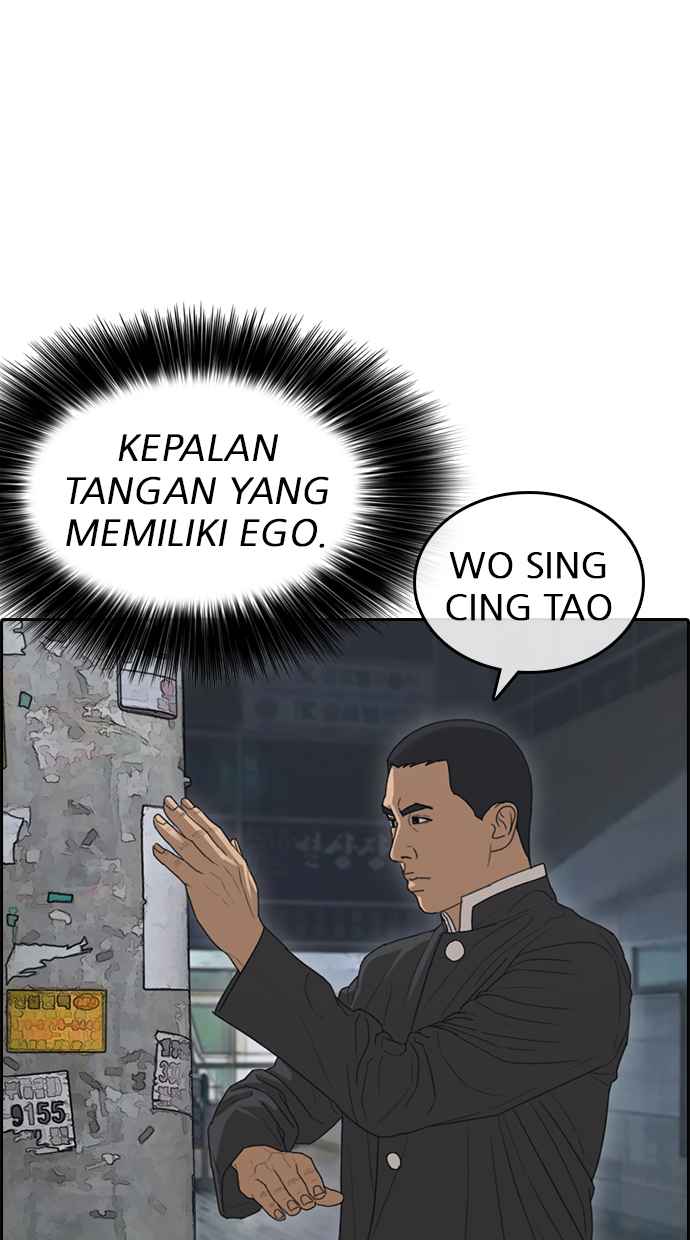 KEPALAN
TANGAN YANG
MEMILIKI EGO.
WO SING
CING TAO
9155